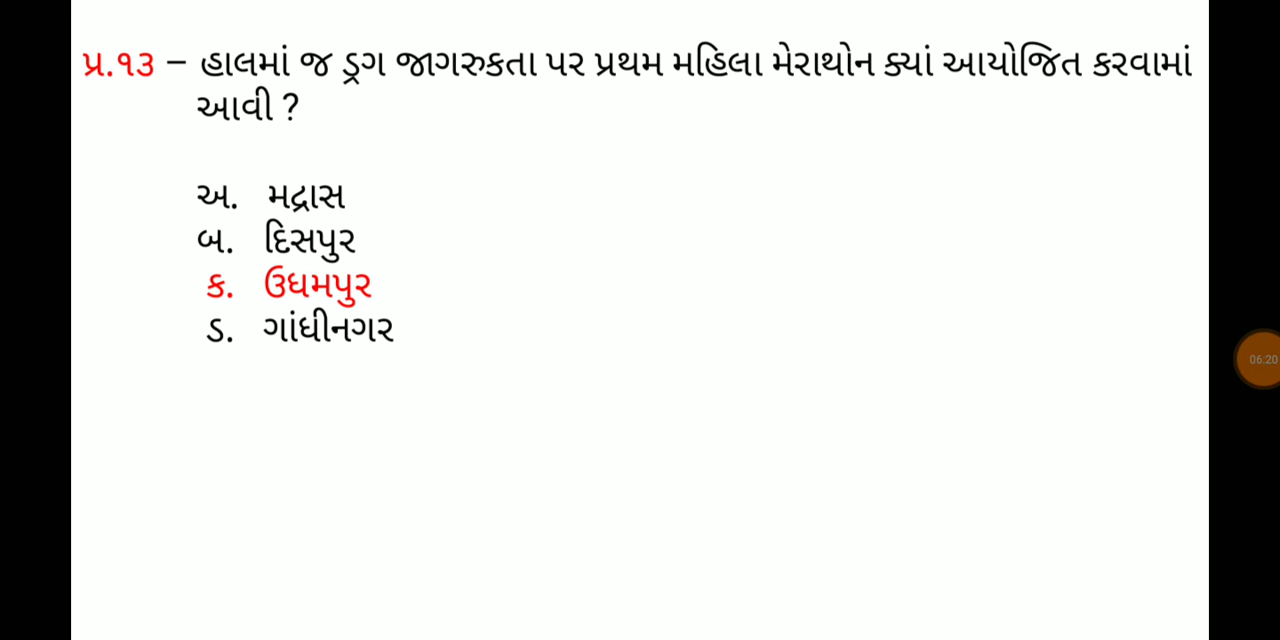 પ્ર.૧૩ – હાલમાં જ ડ્રગ જાગરુકતા પર પ્રથમ મહિલા મેરાથોન ક્યાં આયોજિત કરવામાં
આવી ?
અ. મદ્રાસ
બ. દિસપુર
ક. ઉધમપુર
ડ. ગાંધીનગર
06:20